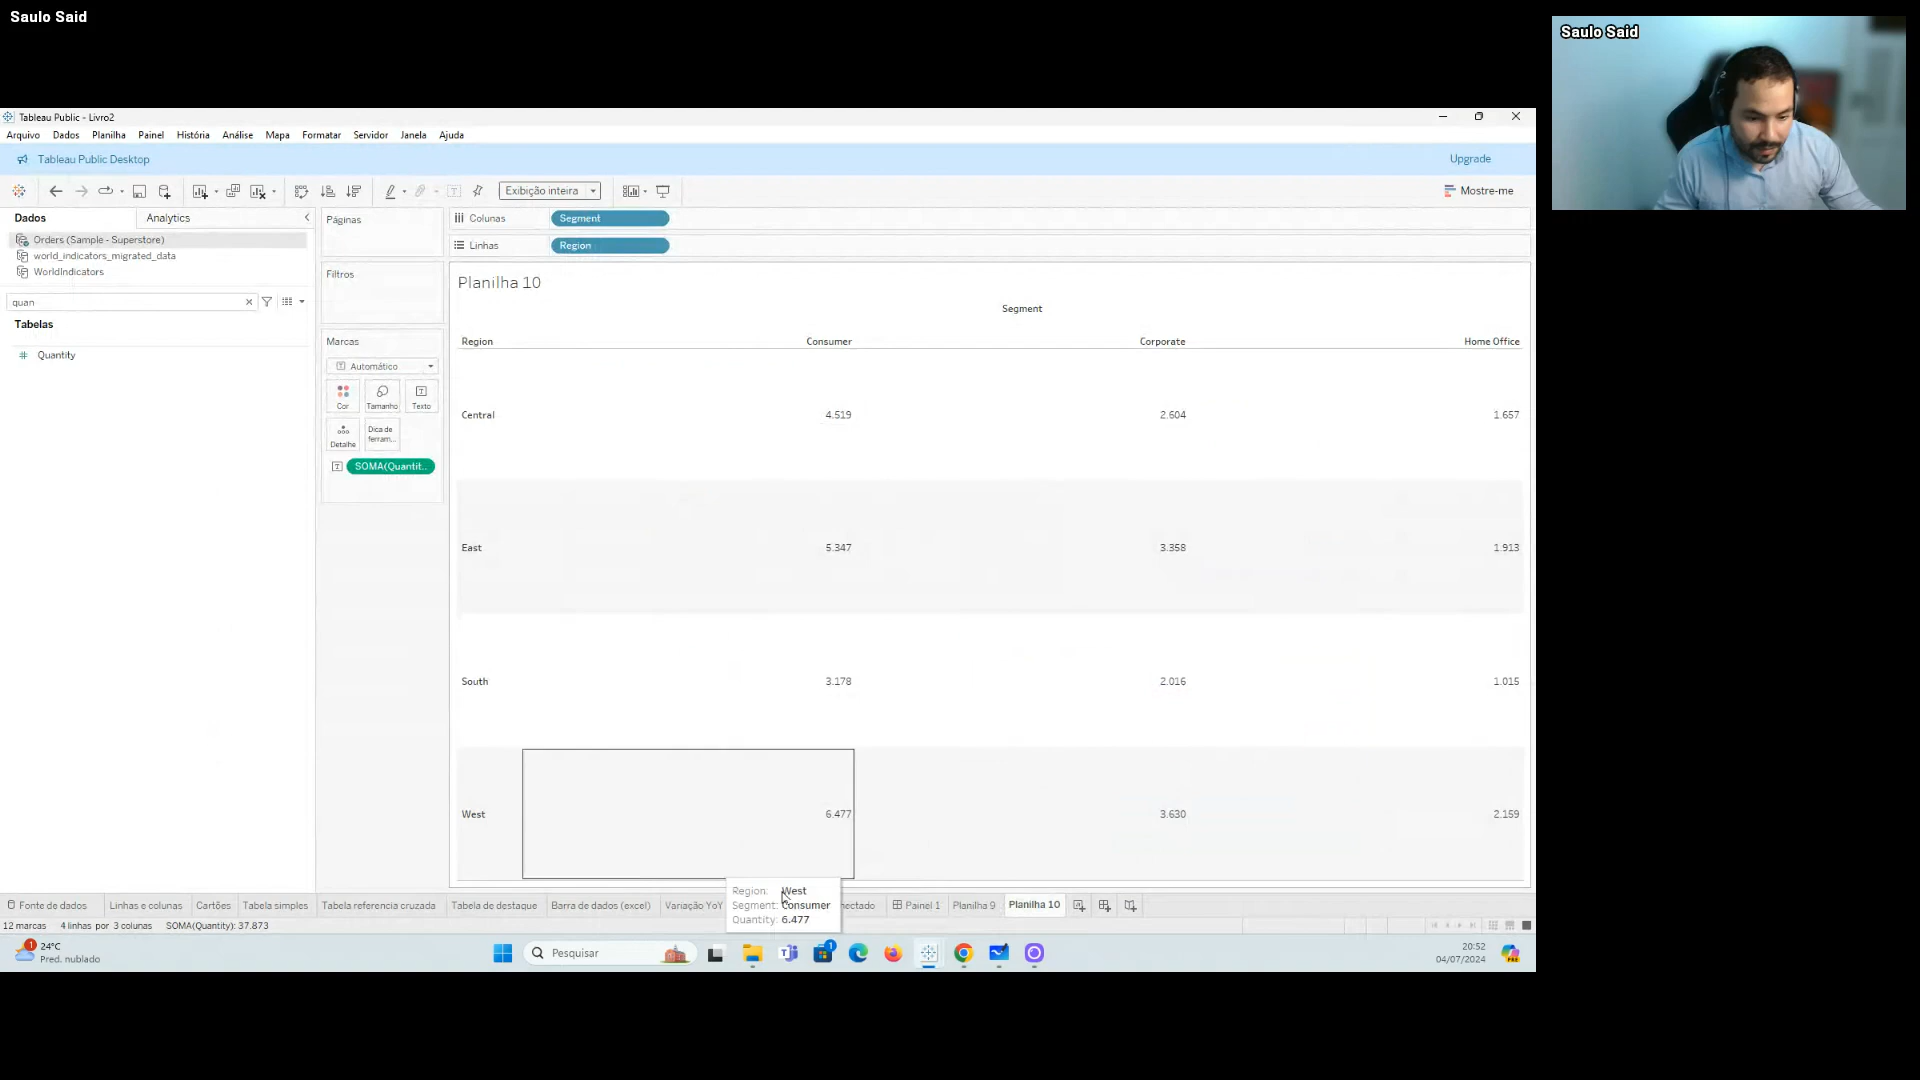 Saulo Said
Saulo Said
Tableau Public - Livro2
Arquivo Dados Planilha Painel História Análise Mapa Formatar Servidor Janela Ajuda
Tableau Public Desktop
Upgrade
Exibição inteira
Mostre-me
Dados
Analytics
Orders (Sample - Superstore)
world_indicators_migrated_data
WorldIndicators
quan
Tabelas
Quantity
Páginas
Filtros
Marcas
Automático
Cor
Tamanho
Texto
Detalhe
Dica de
ferram...
SOMA(Quantit..
Colunas
Segment
Linhas
Region
Planilha 10
Segment
Region Consumer Corporate Home Office
Central 4.519 2.604 1.657
East 5.347 3.358 1.913
South 3.178 2.016 1.015
West 6.477 3.630 2.159
Region: West
Segment: Consumer
Quantity: 6.477
Fonte de dados Linhas e colunas Cartões Tabela simples Tabela referencia cruzada Tabela de destaque Barra de dados (excel) Variação YoY nectado Painel 1 Planilha 9 Planilha 10
12 marcas 4 linhas por 3 colunas SOMA(Quantity): 37.873
1
24°C
Pred. nublado
Pesquisar
1
20:52
04/07/2024